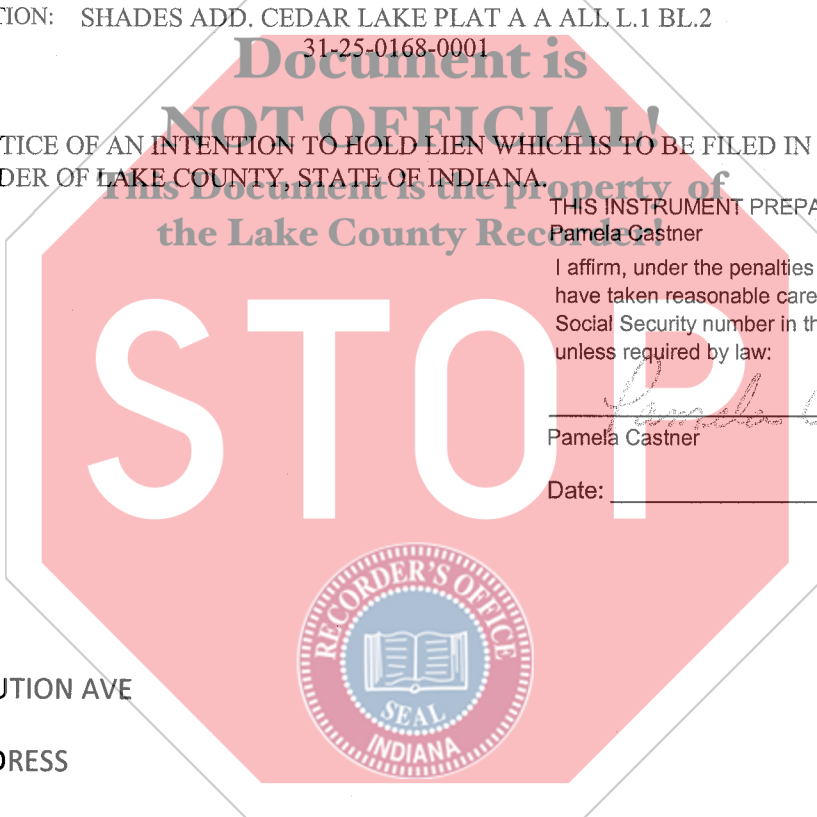 TION: SHADES ADD. CEDAR LAKE PLAT A A ALL L.1 BL.2
31-25-0168-0001
Document is
NOT OFFICIAL!
TICE OF AN INTENTION TO HOLD LIEN WHICH IS TO BE FILED IN
DER OF LAKE COUNTY, STATE OF INDIANA.
This Document is the property of
the Lake County Recorder!
THIS INSTRUMENT PREPA
Pamela Castner
I affirm, under the penalties
have taken reasonable care
Social Security number in th
unless required by law:
Pamela C
Pamela Castner
Date:
STOP
RECORDER'S OFFICE
SEAL
INDIANA
UTION AVE
DRESS